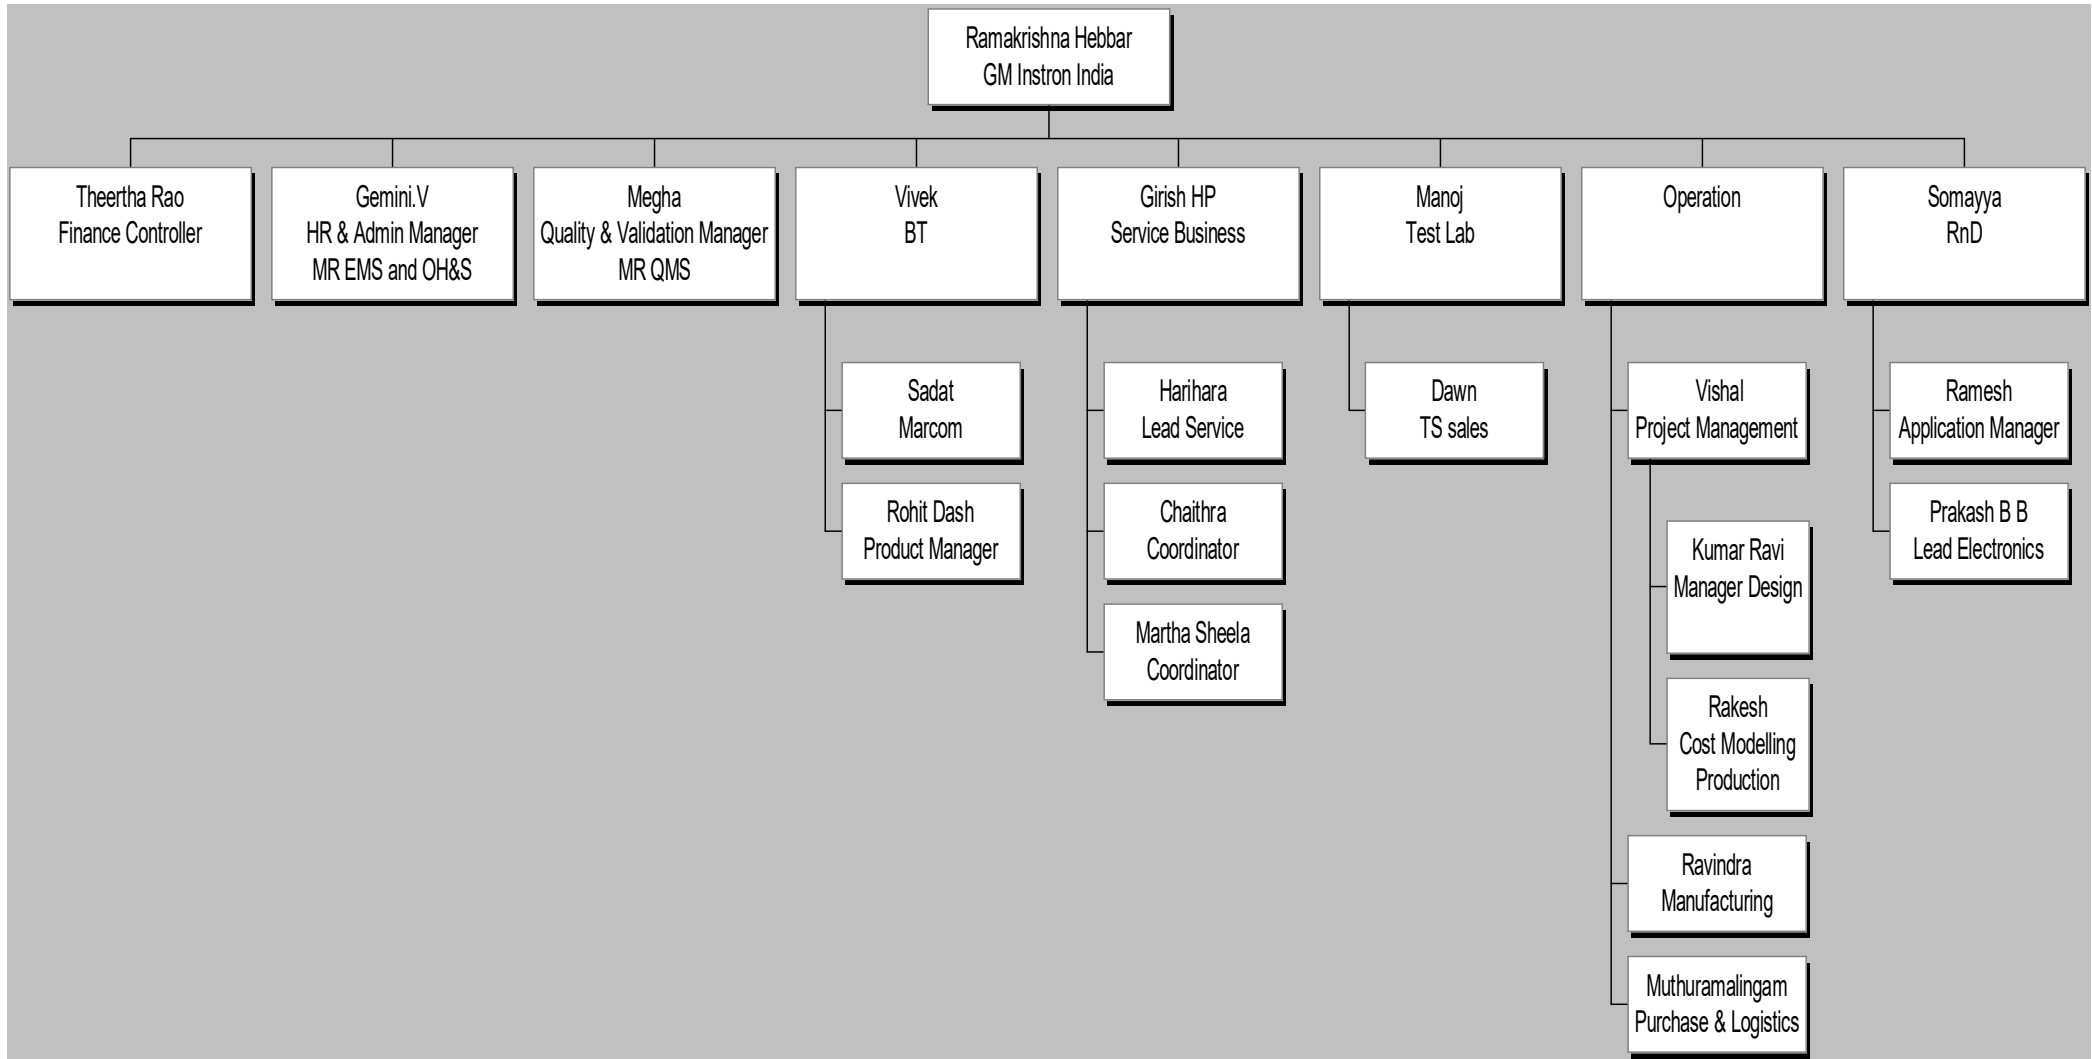 Ramakrishna Hebbar
GM Instron India
Theertha Rao
Finance Controller
Gemini.V
HR & Admin Manager
MR EMS and OH&S
Megha
Quality & Validation Manager
MR QMS
Vivek
BT
Girish HP
Service Business
Manoj
Test Lab
Operation
Somayya
RnD
Sadat
Marcom
Rohit Dash
Product Manager
Harihara
Lead Service
Chaithra
Coordinator
Martha Sheela
Coordinator
Dawn
TS sales
Vishal
Project Management
Kumar Ravi
Manager Design
Rakesh
Cost Modelling
Production
Ravindra
Manufacturing
Muthuramalingam
Purchase & Logistics
Ramesh
Application Manager
Prakash B B
Lead Electronics